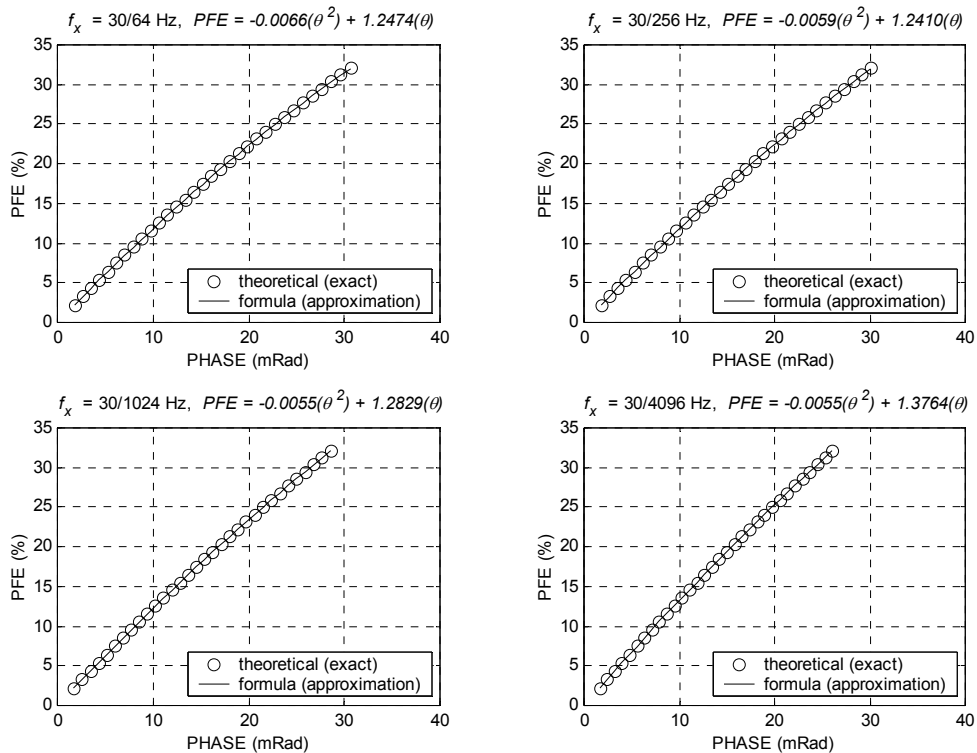 f_x = 30/64 Hz, PFE = -0.0066(θ²) + 1.2474(θ)
35
30
25
20
15
10
5
0
PFE (%)
theoretical (exact)
formula (approximation)
0 10 20 30 40
PHASE (mRad)
f_x = 30/256 Hz, PFE = -0.0059(θ²) + 1.2410(θ)
35
30
25
20
15
10
5
0
PFE (%)
theoretical (exact)
formula (approximation)
0 10 20 30 40
PHASE (mRad)
f_x = 30/1024 Hz, PFE = -0.0055(θ²) + 1.2829(θ)
35
30
25
20
15
10
5
0
PFE (%)
theoretical (exact)
formula (approximation)
0 10 20 30 40
PHASE (mRad)
f_x = 30/4096 Hz, PFE = -0.0055(θ²) + 1.3764(θ)
35
30
25
20
15
10
5
0
PFE (%)
theoretical (exact)
formula (approximation)
0 10 20 30 40
PHASE (mRad)